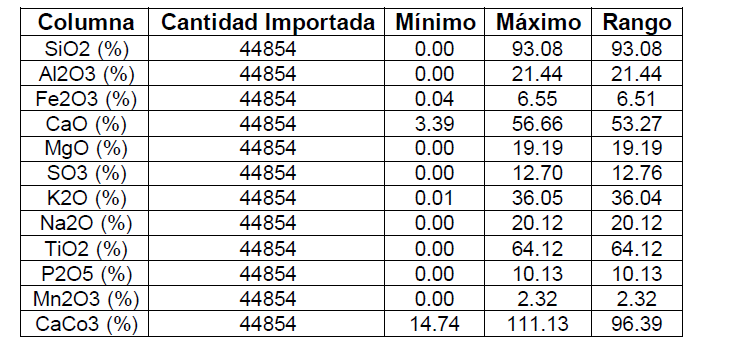 Columna Cantidad Importada Mínimo Máximo Rango
SiO2 (%) 44854 0.00 93.08 93.08
Al2O3 (%) 44854 0.00 21.44 21.44
Fe2O3 (%) 44854 0.04 6.55 6.51
CaO (%) 44854 3.39 56.66 53.27
MgO (%) 44854 0.00 19.19 19.19
SO3 (%) 44854 0.00 12.70 12.76
K2O (%) 44854 0.01 36.05 36.04
Na2O (%) 44854 0.00 20.12 20.12
TiO2 (%) 44854 0.00 64.12 64.12
P2O5 (%) 44854 0.00 10.13 10.13
Mn2O3 (%) 44854 0.00 2.32 2.32
CaCo3 (%) 44854 14.74 111.13 96.39